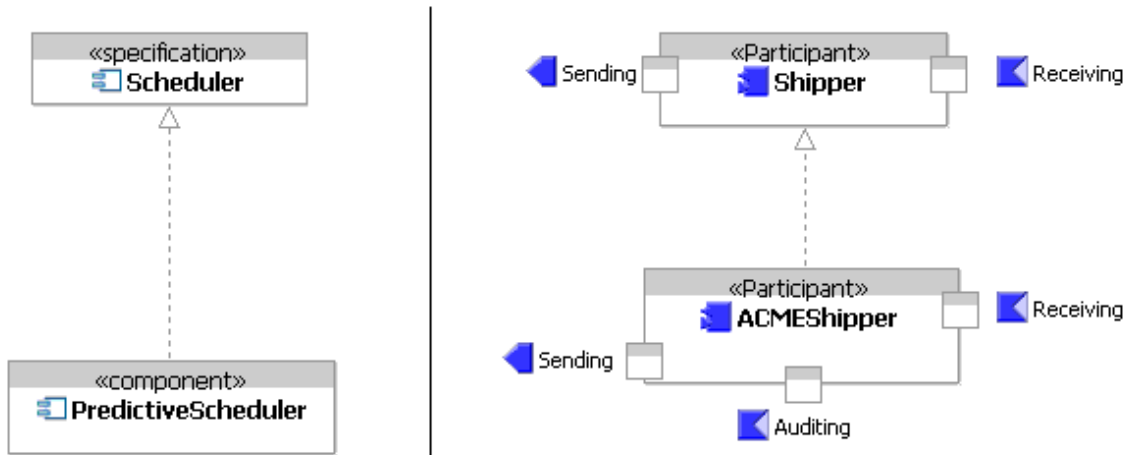 «specification»
Scheduler
«component»
PredictiveScheduler
Sending
«Participant»
Shipper
Receiving
«Participant»
ACMEShipper
Receiving
Sending
Auditing